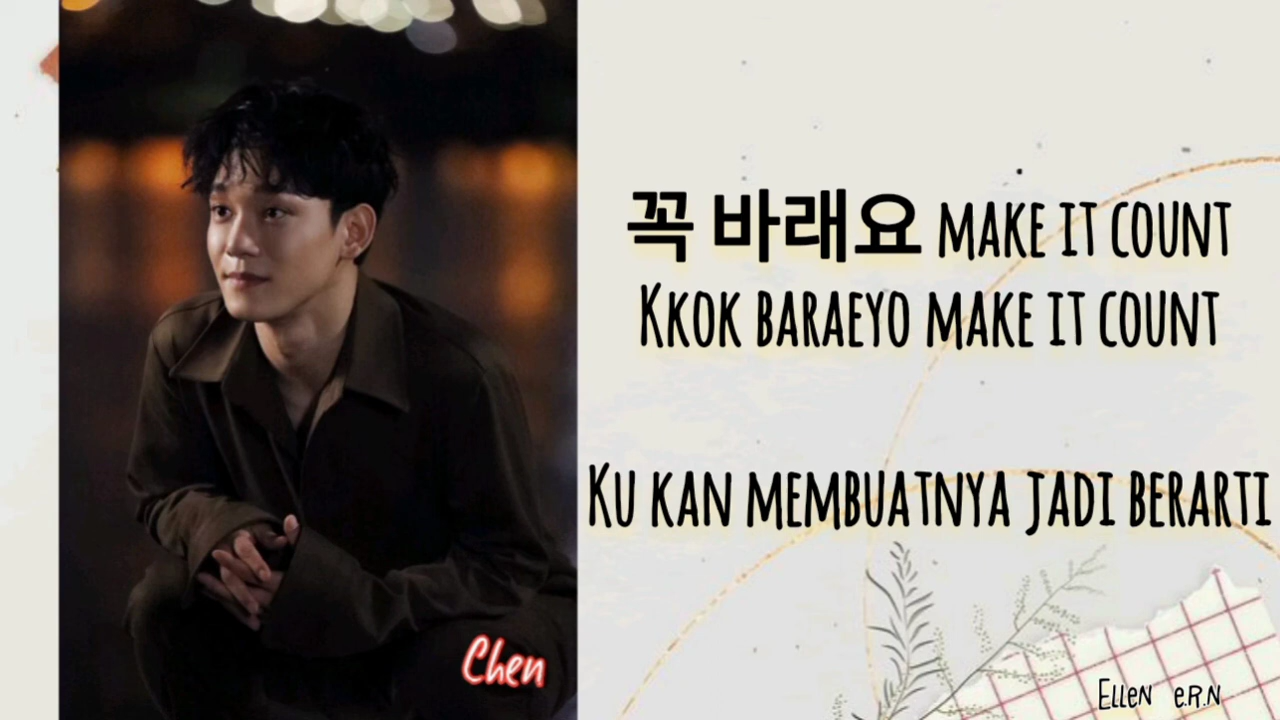 꼭 바래요 MAKE IT COUNT
KKOK BARAEYO MAKE IT COUNT
KU KAN MEMBUATNYA JADI BERARTI
Chen
ELLEN e.R.N